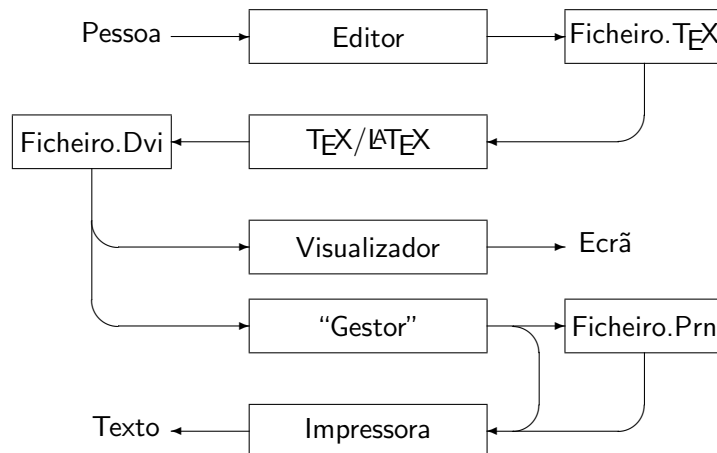 Pessoa Editor Ficheiro.TEX
Ficheiro.Dvi TEX/LATEX
Visualizador Ecrã
“Gestor” Ficheiro.Prn
Texto Impressora